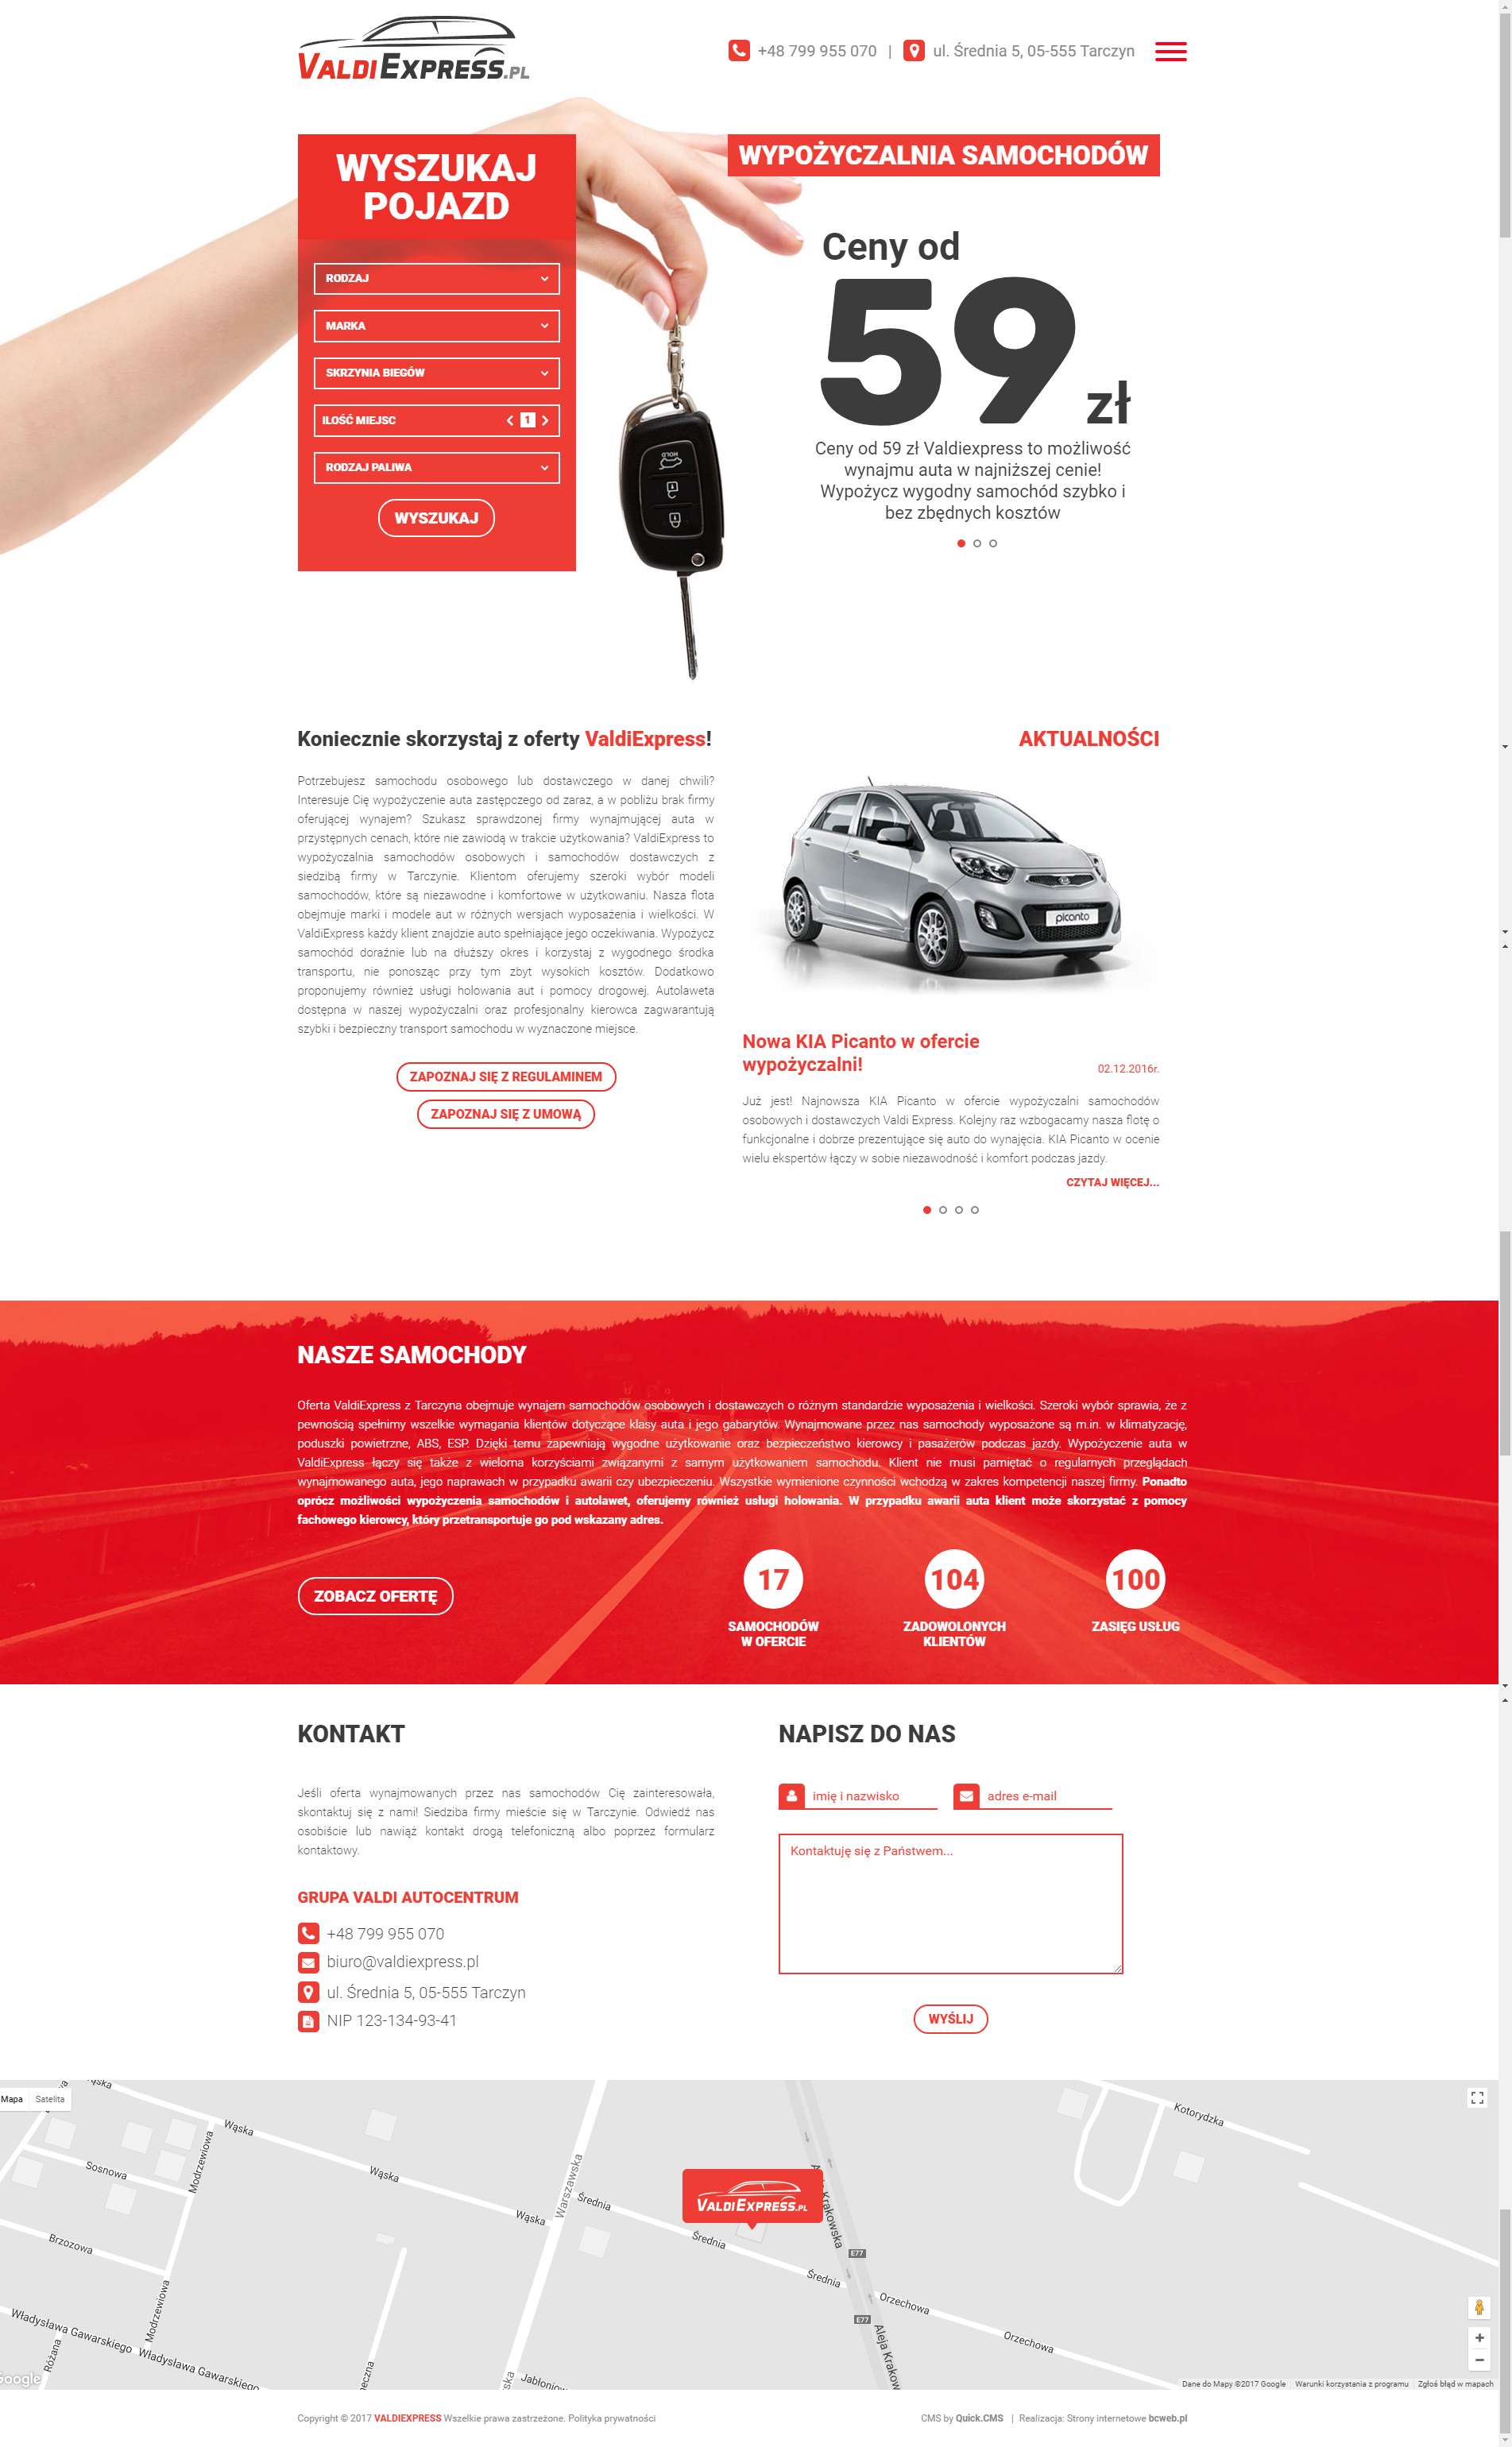 VALDIEXPRESS.PL
+48 799 955 070 | ul. Średnia 5, 05-555 Tarczyn
WYSZUKAJ
POJAZD
RODZAJ
MARKA
SKRZYNIA BIEGÓW
ILOŚĆ MIEJSC 1
RODZAJ PALIWA
WYSZUKAJ
HOLD
WYPOŻYCZALNIA SAMOCHODÓW
Ceny od
59 zł
Ceny od 59 zł Valdiexpress to możliwość
wynajmu auta w najniższej cenie!
Wypożycz wygodny samochód szybko i
bez zbędnych kosztów
Koniecznie skorzystaj z oferty ValdiExpress!
Potrzebujesz samochodu osobowego lub dostawczego w danej chwili?
Interesuje Cię wypożyczenie auta zastępczego od zaraz, a w pobliżu brak firmy
oferującej wynajem? Szukasz sprawdzonej firmy wynajmującej auta w
przystępnych cenach, które nie zawiodą w trakcie użytkowania? ValdiExpress to
wypożyczalnia samochodów osobowych i samochodów dostawczych z
siedzibą firmy w Tarczynie. Klientom oferujemy szeroki wybór modeli
samochodów, które są niezawodne i komfortowe w użytkowaniu. Nasza flota
obejmuje marki i modele aut w różnych wersjach wyposażenia i wielkości. W
ValdiExpress każdy klient znajdzie auto spełniające jego oczekiwania. Wypożycz
samochód doraźnie lub na dłuższy okres i korzystaj z wygodnego środka
transportu, nie ponosząc przy tym zbyt wysokich kosztów. Dodatkowo
proponujemy również usługi holowania aut i pomocy drogowej. Autolaweta
dostępna w naszej wypożyczalni oraz profesjonalny kierowca zagwarantują
szybki i bezpieczny transport samochodu w wyznaczone miejsce.
ZAPOZNAJ SIĘ Z REGULAMINEM
ZAPOZNAJ SIĘ Z UMOWĄ
AKTUALNOŚCI
picanto
Nowa KIA Picanto w ofercie
wypożyczalni!
02.12.2016r.
Już jest! Najnowsza KIA Picanto w ofercie wypożyczalni samochodów
osobowych i dostawczych Valdi Express. Kolejny raz wzbogacamy nasza flotę o
funkcjonalne i dobrze prezentujące się auto do wynajęcia. KIA Picanto w ocenie
wielu ekspertów łączy w sobie niezawodność i komfort podczas jazdy.
CZYTAJ WIĘCEJ...
NASZE SAMOCHODY
Oferta ValdiExpress z Tarczyna obejmuje wynajem samochodów osobowych i dostawczych o różnym standardzie wyposażenia i wielkości. Szeroki wybór sprawia, że z
pewnością spełnimy wszelkie wymagania klientów dotyczące klasy auta i jego gabarytów. Wynajmowane przez nas samochody wyposażone są m.in. w klimatyzację,
poduszki powietrzne, ABS, ESP. Dzięki temu zapewniają wygodne użytkowanie oraz bezpieczeństwo kierowcy i pasażerów podczas jazdy. Wypożyczenie auta w
ValdiExpress łączy się także z wieloma korzyściami związanymi z samym użytkowaniem samochodu. Klient nie musi pamiętać o regularnych przeglądach
wynajmowanego auta, jego naprawach w przypadku awarii czy ubezpieczeniu. Wszystkie wymienione czynności wchodzą w zakres kompetencji naszej firmy. Ponadto
oprócz możliwości wypożyczenia samochodów i autolawet, oferujemy również usługi holowania. W przypadku awarii auta klient może skorzystać z pomocy
fachowego kierowcy, który przetransportuje go pod wskazany adres.
ZOBACZ OFERTĘ
17
SAMOCHODÓW
W OFERCIE
104
ZADOWOLONYCH
KLIENTÓW
100
ZASIĘG USŁUG
KONTAKT
Jeśli oferta wynajmowanych przez nas samochodów Cię zainteresowała,
skontaktuj się z nami! Siedziba firmy mieście się w Tarczynie. Odwiedź nas
osobiście lub nawiąż kontakt drogą telefoniczną albo poprzez formularz
kontaktowy.
GRUPA VALDI AUTOCENTRUM
+48 799 955 070
biuro@valdiexpress.pl
ul. Średnia 5, 05-555 Tarczyn
NIP 123-134-93-41
NAPISZ DO NAS
imię i nazwisko
adres e-mail
Kontaktuję się z Państwem...
WYŚLIJ
Mapa Satelita
Wąska
Kotorydzka
Sosnowa
Modrzewiowa
Wąska
Warszawska
Średnia
Wąska
VALDIEXPRESS.PL
Krakowska
Średnia
Brzozowa
E77
Średnia
Orzechowa
Modrzewiowa
E77
Władysława Gawarskiego
Orzechowa
Różana
Władysława Gawarskiego
Aleja Krakow
Jabłoniow
Google
Dane do Mapy ©2017 Google Warunki korzystania z programu Zgłoś błąd w mapach
Copyright © 2017 VALDIEXPRESS Wszelkie prawa zastrzeżone. Polityka prywatności
CMS by Quick.CMS | Realizacja: Strony internetowe bcweb.pl